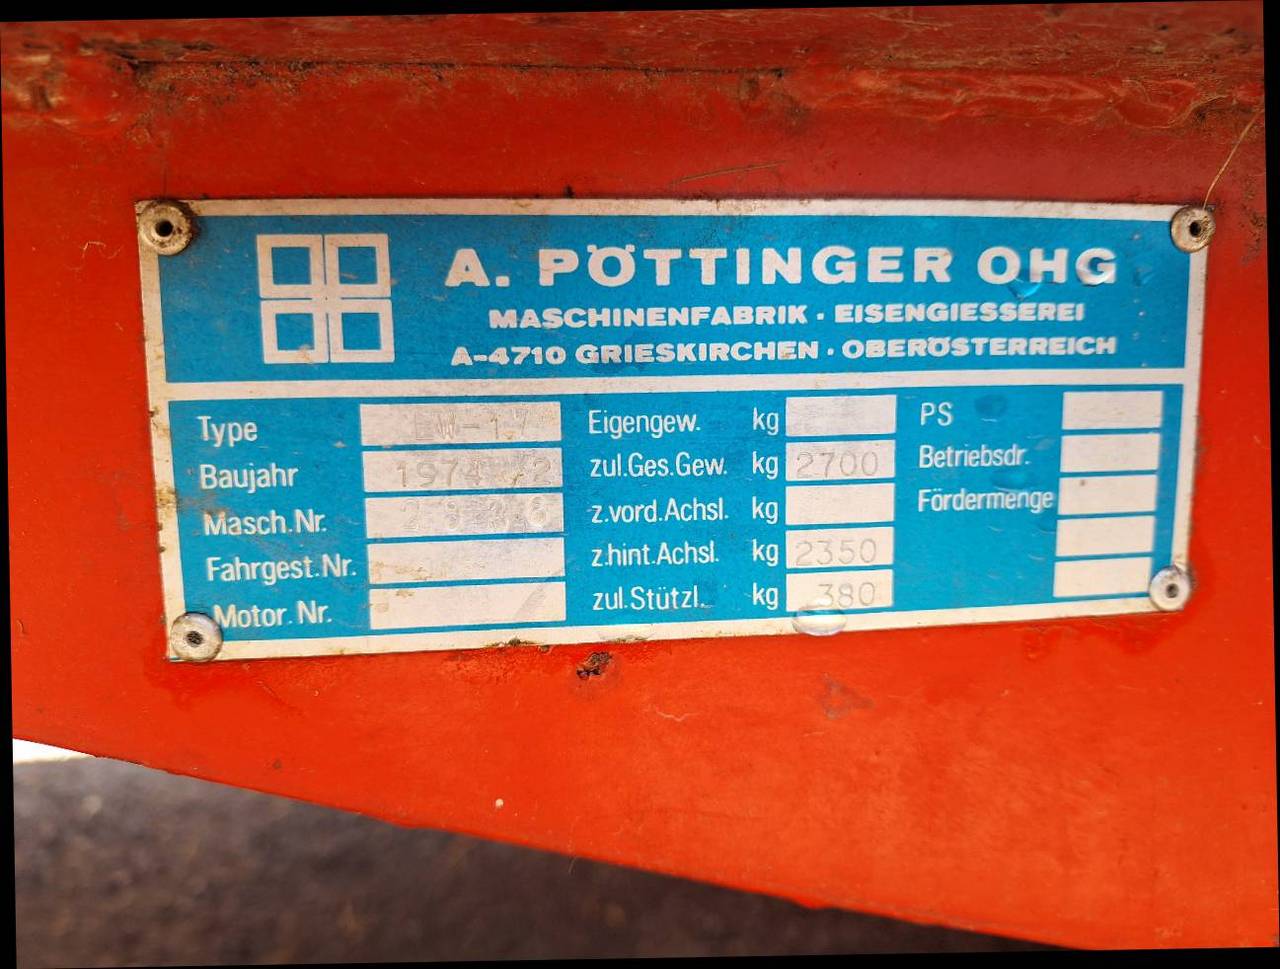 A. PÖTTINGER OHG
MASCHINENFABRIK · EISENGIESSEREI
A-4710 GRIESKIRCHEN · OBERÖSTERREICH
Type
Baujahr 1974
Masch.Nr.
Fahrgest.Nr.
Motor. Nr.
Eigengew. kg
zul.Ges.Gew. kg 2700
z.vord.Achsl. kg
z.hint.Achsl. kg 2350
zul.Stützl. kg 380
PS
Betriebsdr.
Fördermenge